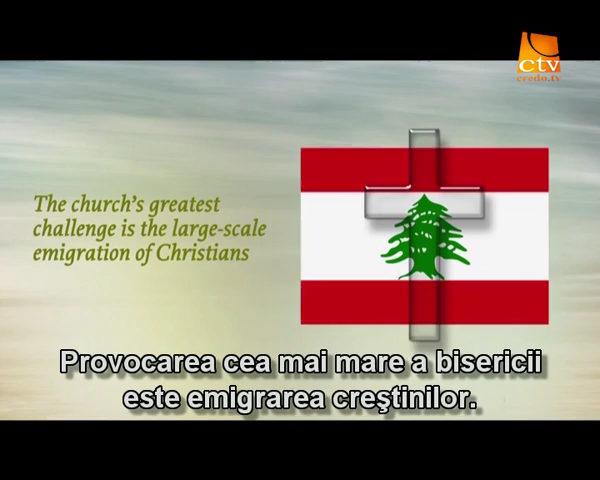 ctv
credo.tv
The church's greatest
challenge is the large-scale
emigration of Christians
Provocarea cea mai mare a bisericii
este emigrarea creştinilor.